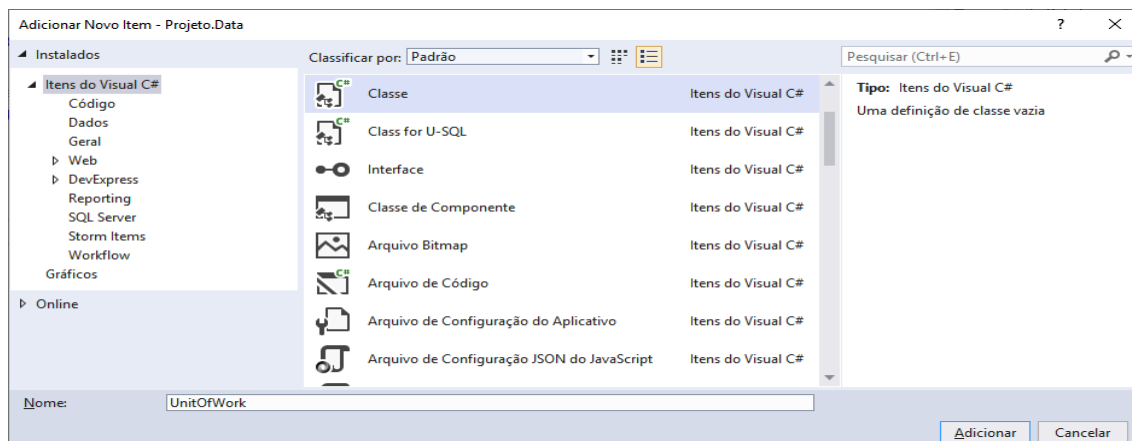 Adicionar Novo Item - Projeto.Data
?
Instalados
Classificar por: Padrão
Pesquisar (Ctrl+E)
Itens do Visual C#
Código
Dados
Geral
Web
DevExpress
Reporting
SQL Server
Storm Items
Workflow
Gráficos
Online
C# Classe Itens do Visual C#
C# Class for U-SQL Itens do Visual C#
Interface Itens do Visual C#
Classe de Componente Itens do Visual C#
Arquivo Bitmap Itens do Visual C#
C# Arquivo de Código Itens do Visual C#
Arquivo de Configuração do Aplicativo Itens do Visual C#
Arquivo de Configuração JSON do JavaScript Itens do Visual C#
Tipo: Itens do Visual C#
Uma definição de classe vazia
Nome: UnitOfWork
Adicionar Cancelar